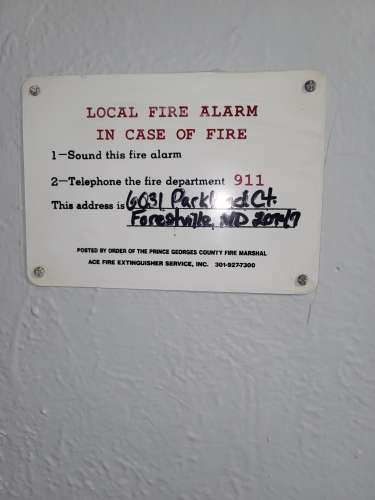 LOCAL FIRE ALARM
IN CASE OF FIRE
1—Sound this fire alarm
2—Telephone the fire department 911
This address is 6031 Parkland Ct.
Forestville, MD 20747
POSTED BY ORDER OF THE PRINCE GEORGES COUNTY FIRE MARSHAL
ACE FIRE EXTINGUISHER SERVICE, INC. 301-927-7300